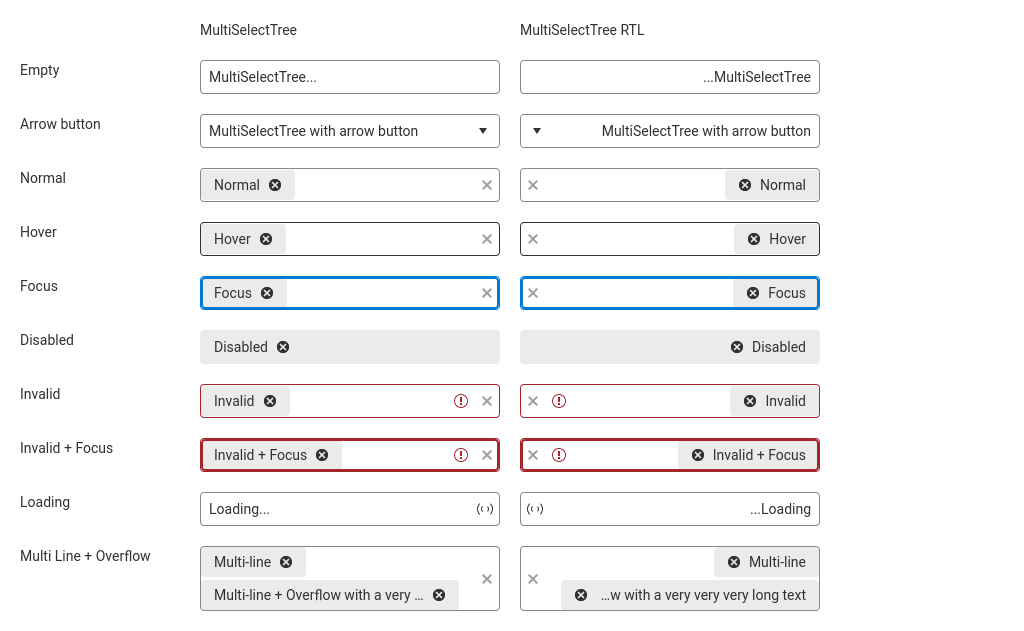 MultiSelectTree MultiSelectTree RTL
Empty MultiSelectTree... ...MultiSelectTree
Arrow button MultiSelectTree with arrow button MultiSelectTree with arrow button
Normal Normal Normal
Hover Hover Hover
Focus Focus Focus
Disabled Disabled Disabled
Invalid Invalid Invalid
Invalid + Focus Invalid + Focus Invalid + Focus
Loading Loading... ...Loading
Multi Line + Overflow Multi-line Multi-line
Multi-line + Overflow with a very ... ...w with a very very very long text